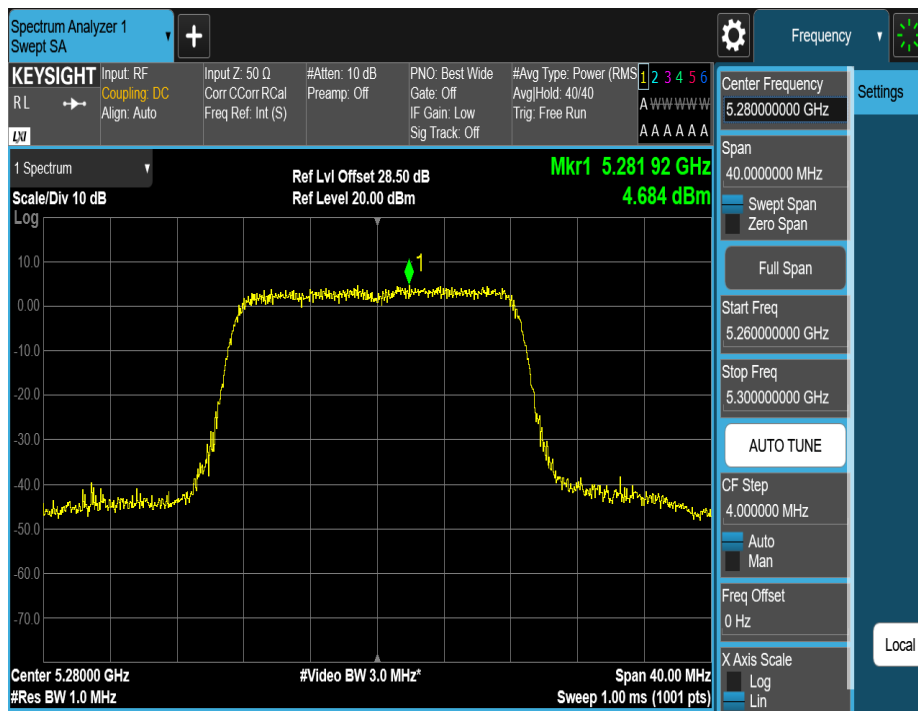 Spectrum Analyzer 1
Swept SA
+
Frequency
KEYSIGHT
RL
LXI
Input: RF
Coupling: DC
Align: Auto
Input Z: 50 Ω
Corr CCorr RCal
Freq Ref: Int (S)
#Atten: 10 dB
Preamp: Off
PNO: Best Wide
Gate: Off
IF Gain: Low
Sig Track: Off
#Avg Type: Power (RMS
Avg|Hold: 40/40
Trig: Free Run
1 2 3 4 5 6
A W W W W W
A A A A A A
1 Spectrum
Scale/Div 10 dB
Ref Lvl Offset 28.50 dB
Ref Level 20.00 dBm
Mkr1 5.281 92 GHz
4.684 dBm
Log
10.0
0.00
-10.0
-20.0
-30.0
-40.0
-50.0
-60.0
-70.0
1
Center 5.28000 GHz
#Res BW 1.0 MHz
#Video BW 3.0 MHz*
Span 40.00 MHz
Sweep 1.00 ms (1001 pts)
Center Frequency
5.280000000 GHz
Span
40.0000000 MHz
Swept Span
Zero Span
Full Span
Start Freq
5.260000000 GHz
Stop Freq
5.300000000 GHz
AUTO TUNE
CF Step
4.000000 MHz
Auto
Man
Freq Offset
0 Hz
X Axis Scale
Log
Lin
Settings
Local